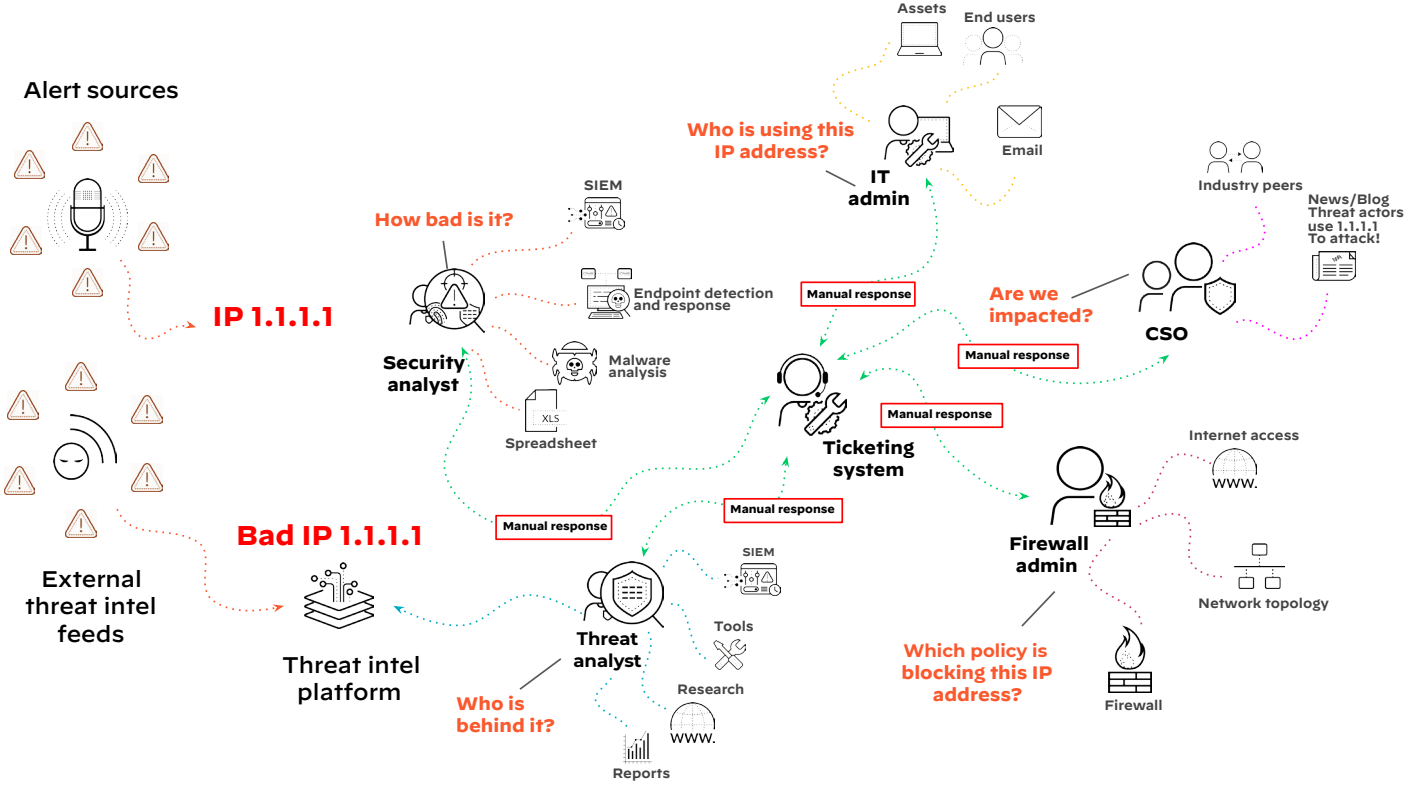 Assets
End users
Alert sources
Who is using this
IP address?
Email
IT
admin
Industry peers
News/Blog
Threat actors
use 1.1.1.1
To attack!
SIEM
How bad is it?
Endpoint detection
and response
IP 1.1.1.1
Manual response
Are we
impacted?
CSO
Security
analyst
Malware
analysis
Manual response
XLS
Spreadsheet
Manual response
Ticketing
system
Internet access
www.
Manual response
Manual response
Bad IP 1.1.1.1
Firewall
admin
SIEM
External
threat intel
feeds
Network topology
Threat intel
platform
Threat
analyst
Tools
Which policy is
blocking this IP
address?
Research
www.
Who is
behind it?
Firewall
Reports